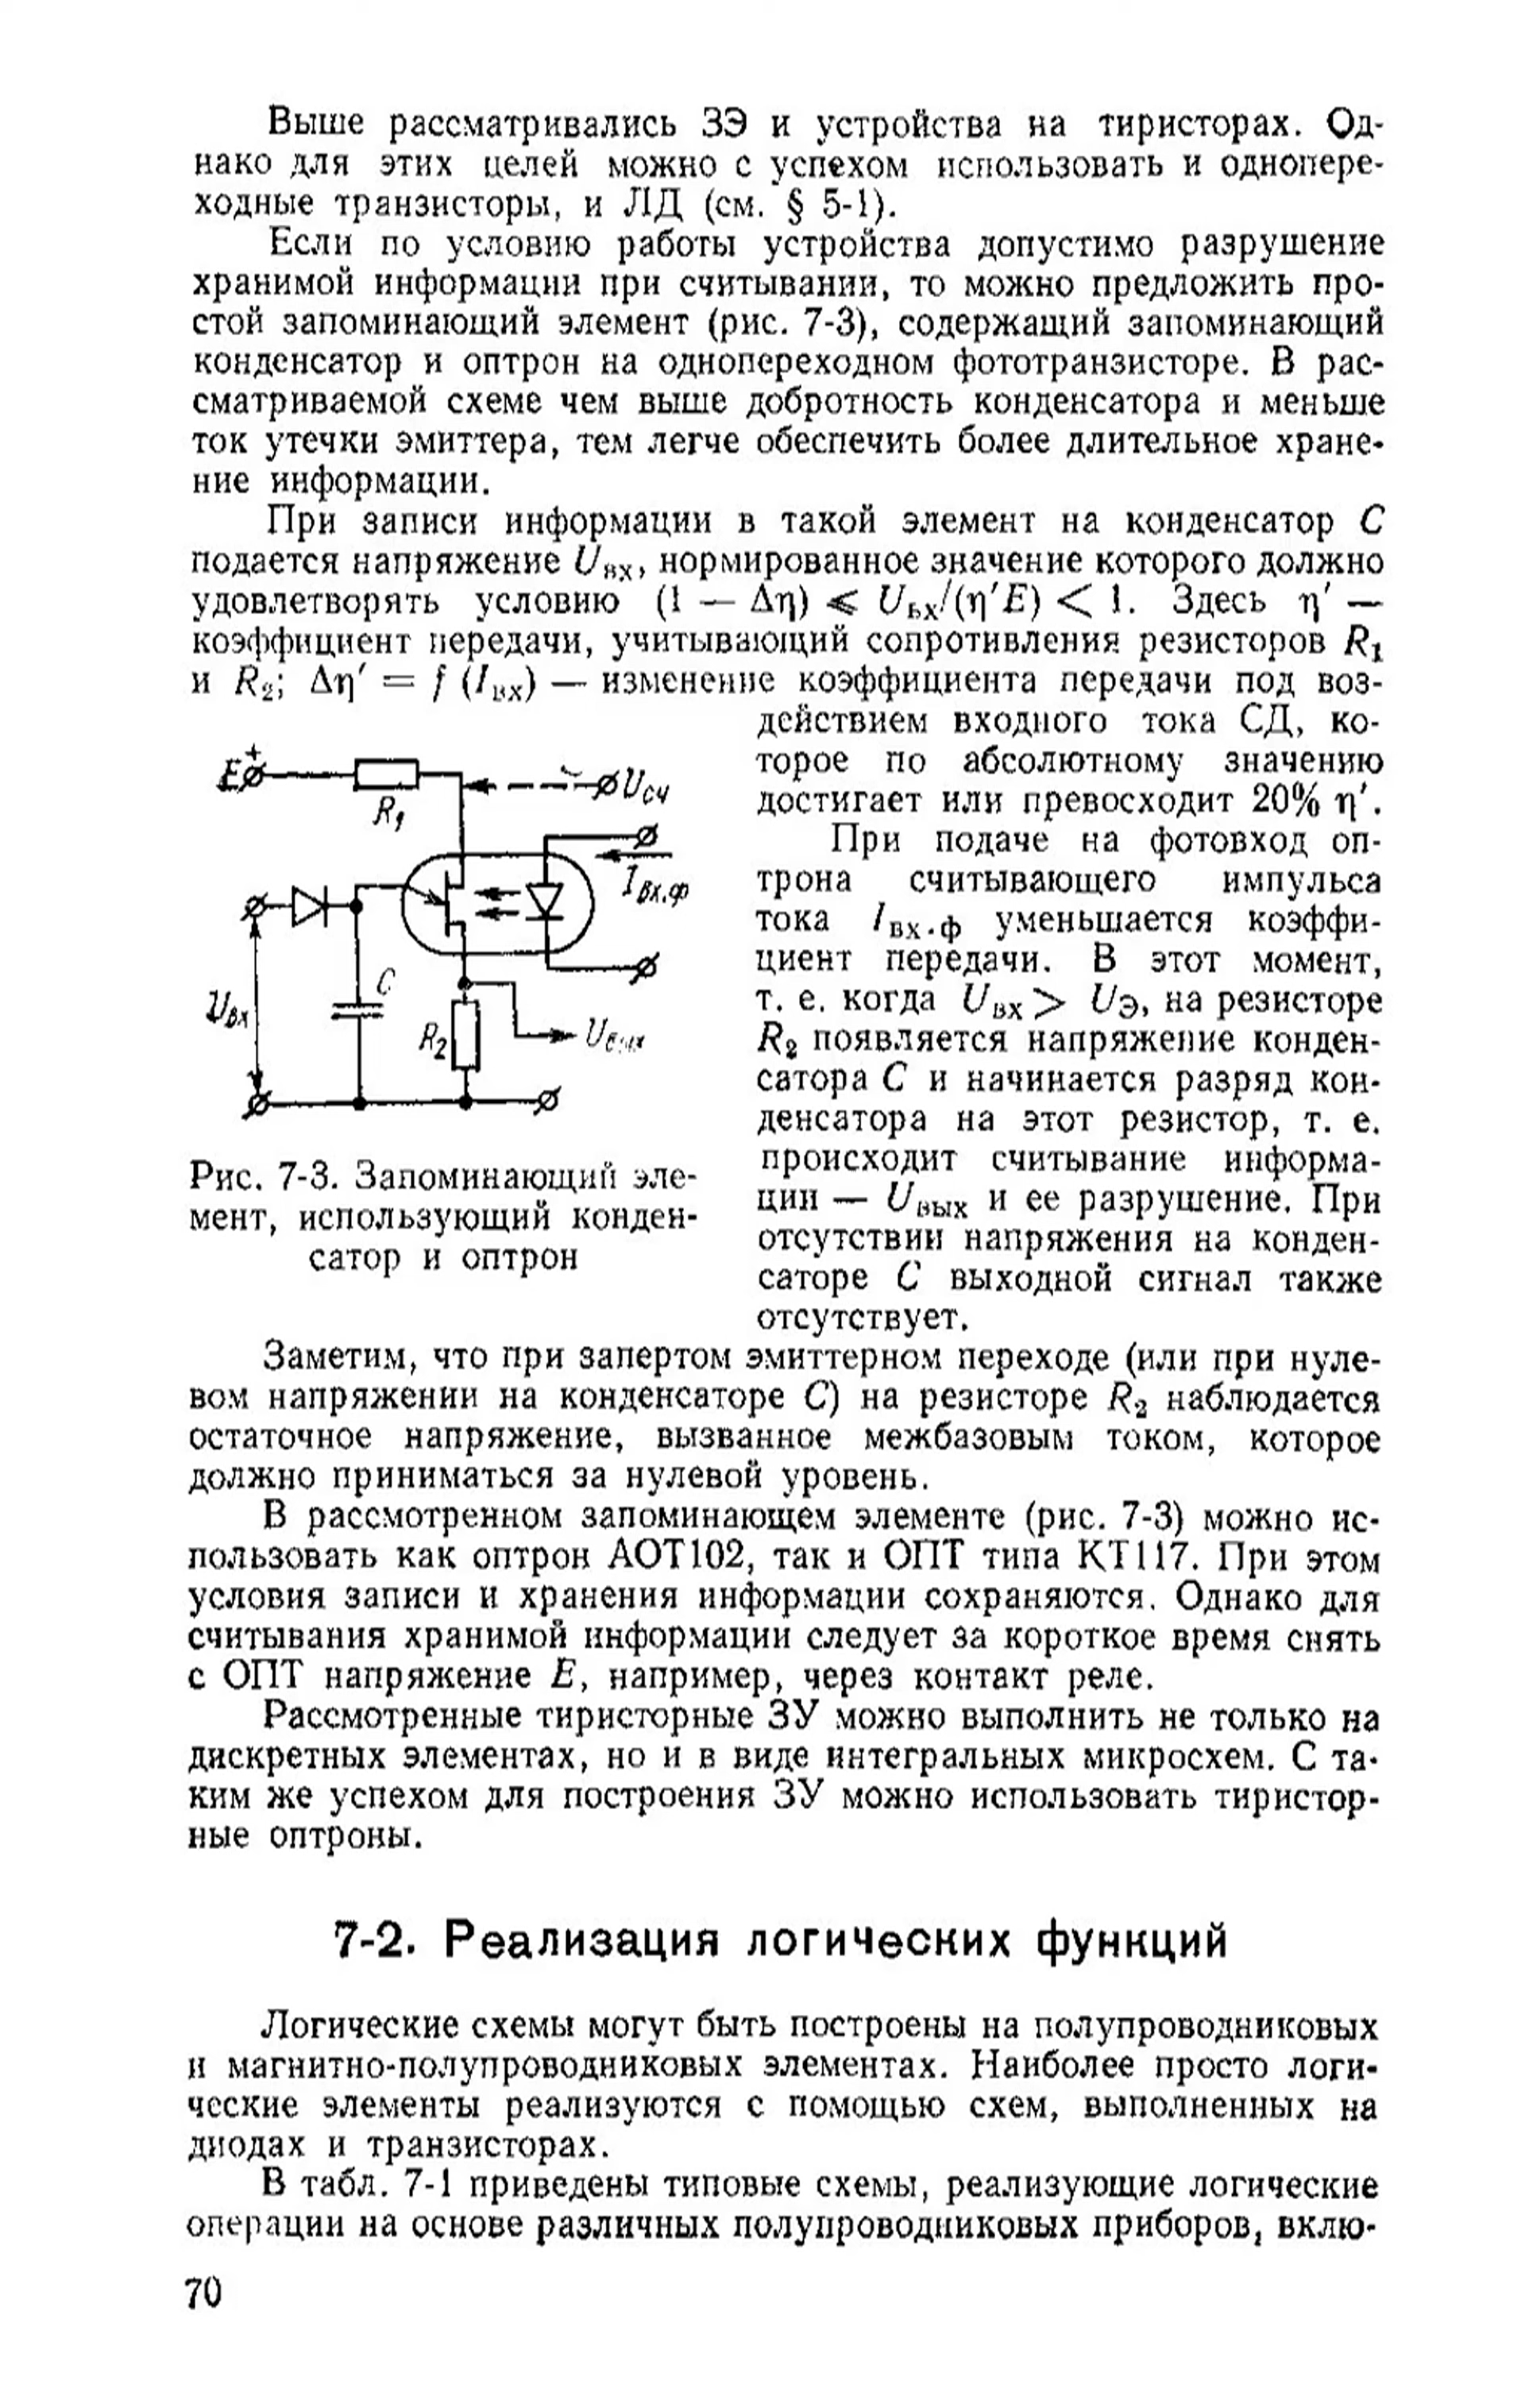 Выше рассматривались ЗЭ и устройства на тиристорах. Од-
нако для этих целей можно с успехом использовать и однопере-
ходные транзисторы, и ЛД (см. § 5-1).
Если по условию работы устройства допустимо разрушение
хранимой информации при считывании, то можно предложить про-
стой запоминающий элемент (рис. 7-3), содержащий запоминающий
конденсатор и оптрон на однопереходном фототранзисторе. В рас-
сматриваемой схеме чем выше добротность конденсатора и меньше
ток утечки эмиттера, тем легче обеспечить более длительное хране-
ние информации.
При записи информации в такой элемент на конденсатор C
подается напряжение Uвх, нормированное значение которого должно
удовлетворять условию (1 — Δη) ⩽ Uвх/(η'E) < 1. Здесь η' —
коэффициент передачи, учитывающий сопротивления резисторов R1
и R2; Δη' = f (Iвх) — изменение коэффициента передачи под воз-
действием входного тока СД, ко-
торое по абсолютному значению
достигает или превосходит 20% η'.
При подаче на фотовход оп-
трона считывающего импульса
тока Iвх.ф уменьшается коэффи-
циент передачи. В этот момент,
т. е. когда Uвх > UЭ, на резисторе
R2 появляется напряжение конден-
сатора C и начинается разряд кон-
денсатора на этот резистор, т. е.
происходит считывание информа-
ции — Uвых и ее разрушение. При
отсутствии напряжения на конден-
саторе C выходной сигнал также
отсутствует.
E +
R1
Uсч
Iвх.ф
Uвх
C
R2
Uвых
Рис. 7-3. Запоминающий эле-
мент, использующий конден-
сатор и оптрон
Заметим, что при запертом эмиттерном переходе (или при нуле-
вом напряжении на конденсаторе C) на резисторе R2 наблюдается
остаточное напряжение, вызванное межбазовым током, которое
должно приниматься за нулевой уровень.
В рассмотренном запоминающем элементе (рис. 7-3) можно ис-
пользовать как оптрон АОТ102, так и ОПТ типа КТ117. При этом
условия записи и хранения информации сохраняются. Однако для
считывания хранимой информации следует за короткое время снять
с ОПТ напряжение E, например, через контакт реле.
Рассмотренные тиристорные ЗУ можно выполнить не только на
дискретных элементах, но и в виде интегральных микросхем. С та-
ким же успехом для построения ЗУ можно использовать тиристор-
ные оптроны.
7-2. Реализация логических функций
Логические схемы могут быть построены на полупроводниковых
и магнитно-полупроводниковых элементах. Наиболее просто логи-
ческие элементы реализуются с помощью схем, выполненных на
диодах и транзисторах.
В табл. 7-1 приведены типовые схемы, реализующие логические
операции на основе различных полупроводниковых приборов, вклю-
70